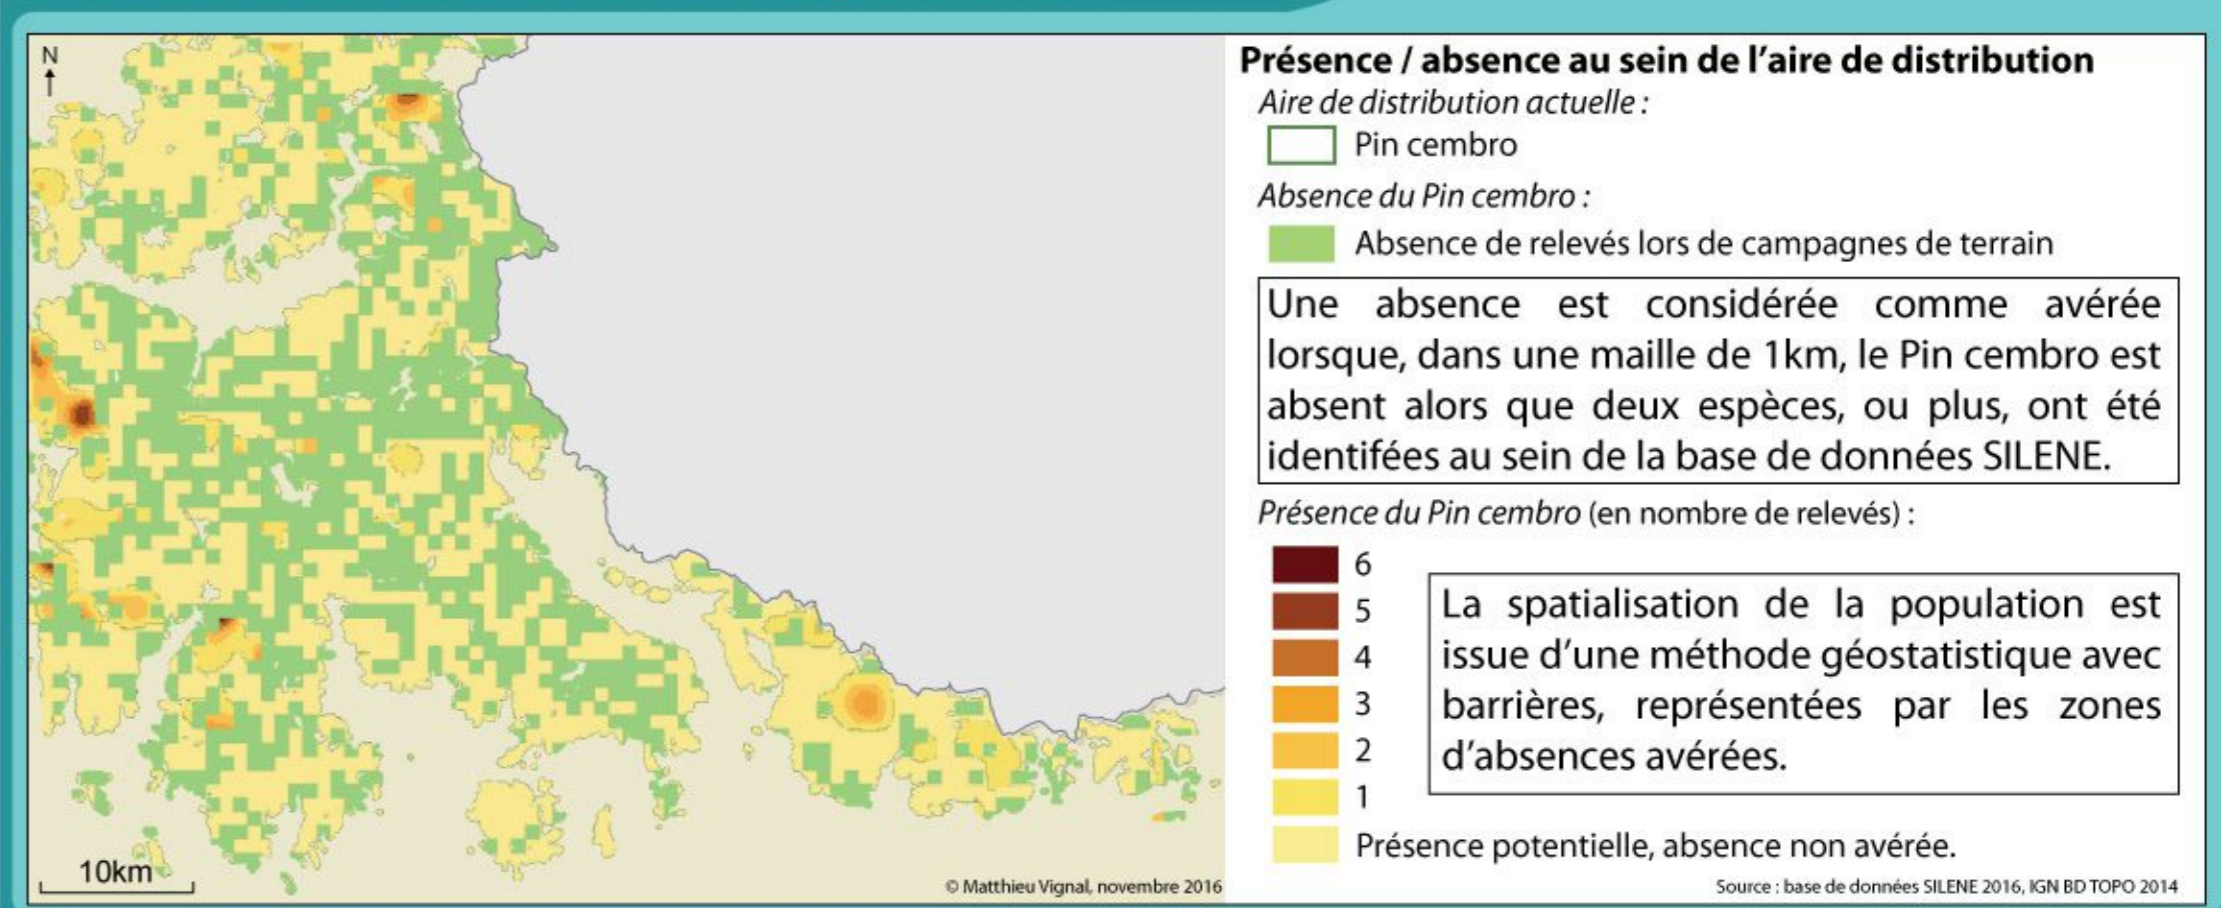 N
10km
© Matthieu Vignal, novembre 2016
Présence / absence au sein de l'aire de distribution
Aire de distribution actuelle :
Pin cembro
Absence du Pin cembro :
Absence de relevés lors de campagnes de terrain
Une absence est considérée comme avérée
lorsque, dans une maille de 1km, le Pin cembro est
absent alors que deux espèces, ou plus, ont été
identifées au sein de la base de données SILENE.
Présence du Pin cembro (en nombre de relevés) :
6
5
4
3
2
1
La spatialisation de la population est
issue d'une méthode géostatistique avec
barrières, représentées par les zones
d'absences avérées.
Présence potentielle, absence non avérée.
Source : base de données SILENE 2016, IGN BD TOPO 2014